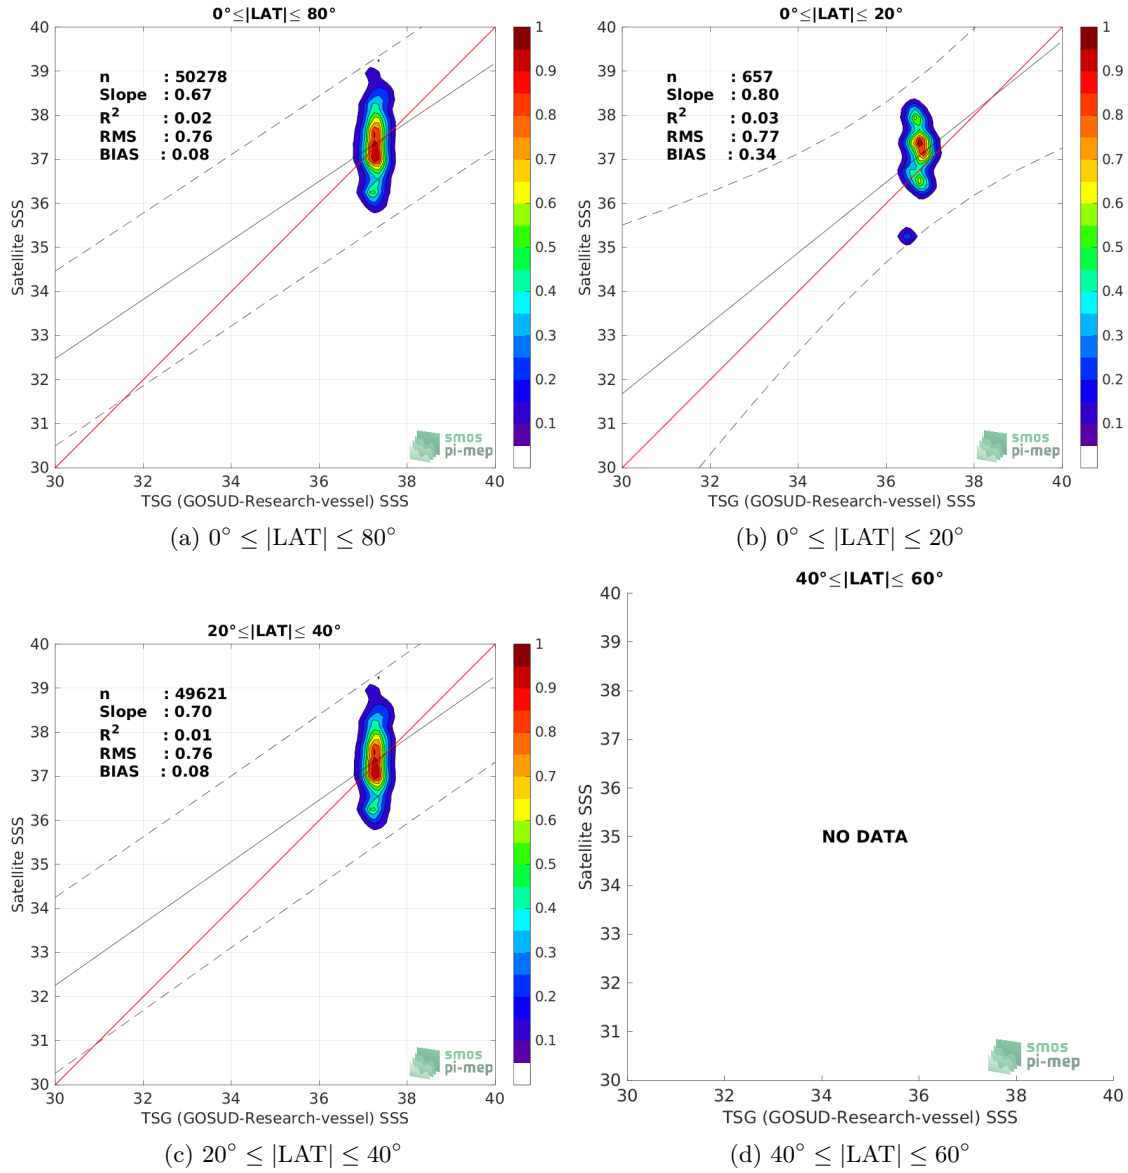 0°≤|LAT|≤ 80°
40
39
38
37
36
35
34
33
32
31
30
30 32 34 36 38 40
Satellite SSS
TSG (GOSUD-Research-vessel) SSS
n : 50278
Slope : 0.67
R² : 0.02
RMS : 0.76
BIAS : 0.08
smos
pi-mep
1
0.9
0.8
0.7
0.6
0.5
0.4
0.3
0.2
0.1
(a) 0° ≤ |LAT| ≤ 80°
0°≤|LAT|≤ 20°
40
39
38
37
36
35
34
33
32
31
30
30 32 34 36 38 40
Satellite SSS
TSG (GOSUD-Research-vessel) SSS
n : 657
Slope : 0.80
R² : 0.03
RMS : 0.77
BIAS : 0.34
smos
pi-mep
1
0.9
0.8
0.7
0.6
0.5
0.4
0.3
0.2
0.1
(b) 0° ≤ |LAT| ≤ 20°
20°≤|LAT|≤ 40°
40
39
38
37
36
35
34
33
32
31
30
30 32 34 36 38 40
Satellite SSS
TSG (GOSUD-Research-vessel) SSS
n : 49621
Slope : 0.70
R² : 0.01
RMS : 0.76
BIAS : 0.08
smos
pi-mep
1
0.9
0.8
0.7
0.6
0.5
0.4
0.3
0.2
0.1
(c) 20° ≤ |LAT| ≤ 40°
40°≤|LAT|≤ 60°
40
39
38
37
36
35
34
33
32
31
30
30 32 34 36 38 40
Satellite SSS
TSG (GOSUD-Research-vessel) SSS
NO DATA
smos
pi-mep
(d) 40° ≤ |LAT| ≤ 60°